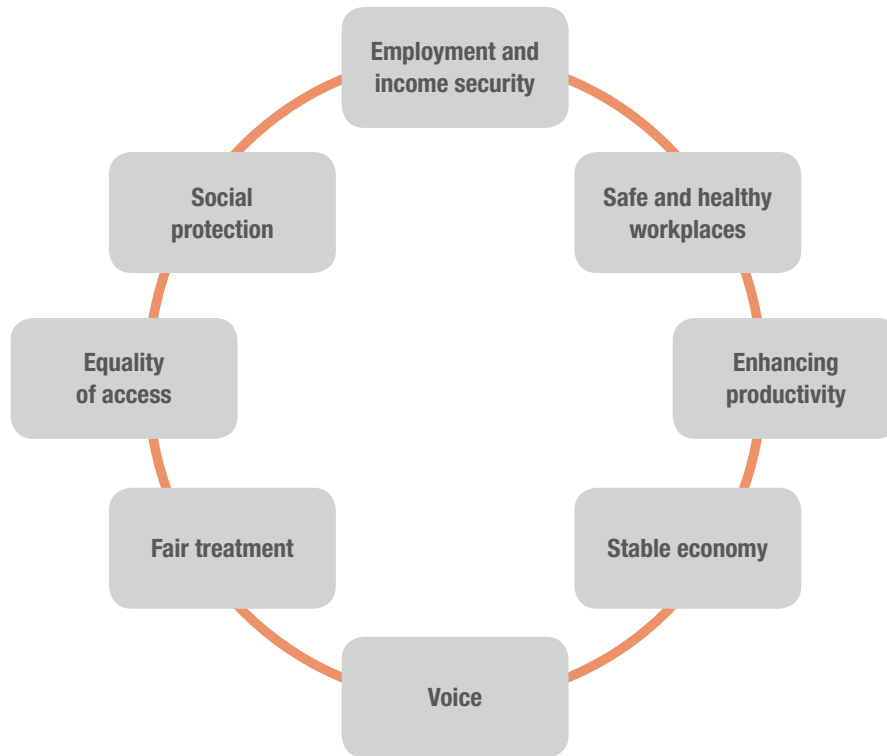 Employment and
income security
Social
protection
Safe and healthy
workplaces
Equality
of access
Enhancing
productivity
Fair treatment
Stable economy
Voice